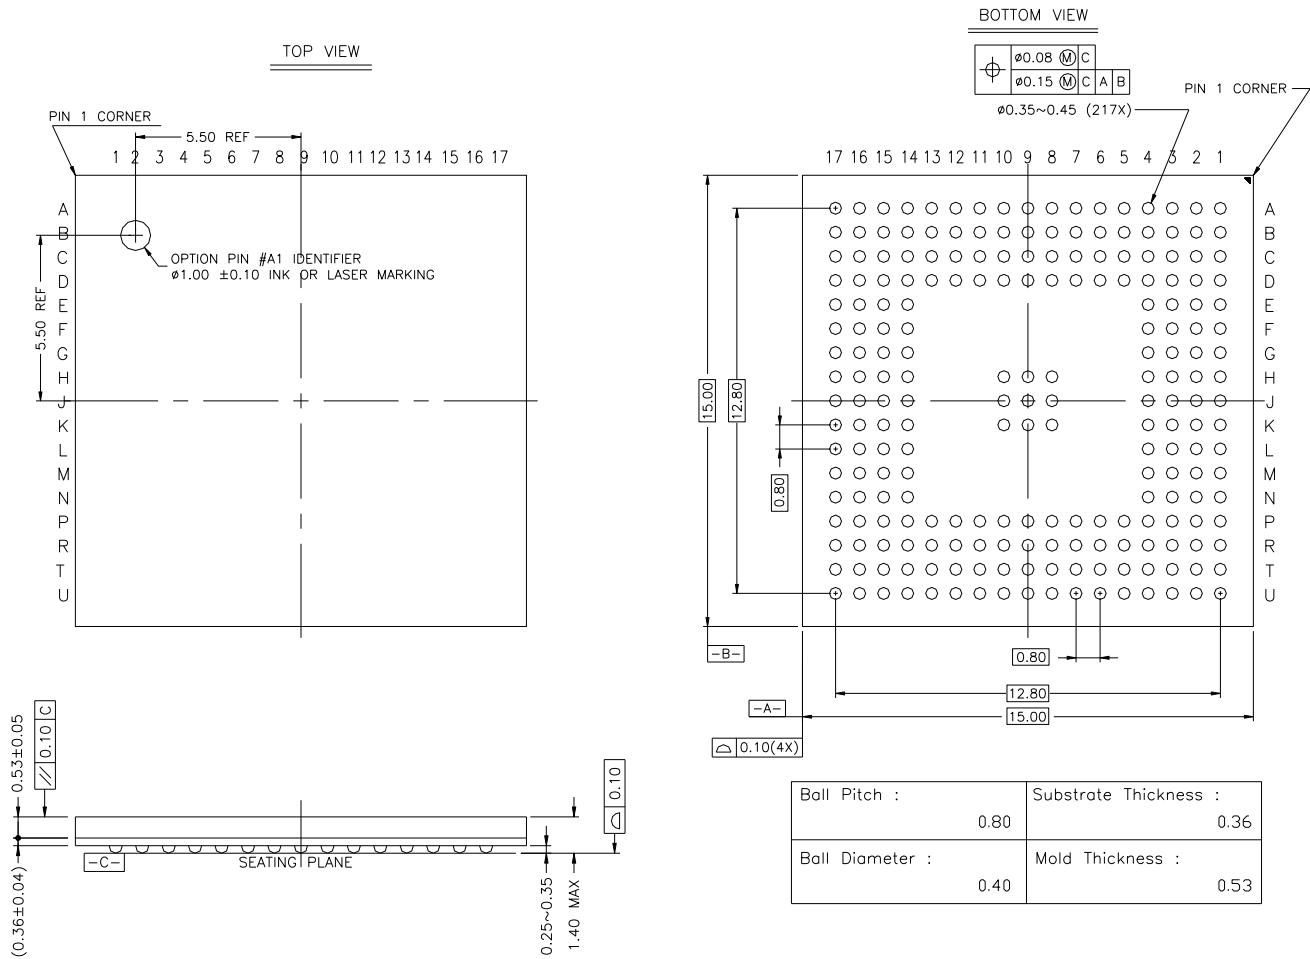 TOP VIEW
PIN 1 CORNER
5.50 REF
1 2 3 4 5 6 7 8 9 10 11 12 13 14 15 16 17
A
B
C
D
E
F
G
H
J
K
L
M
N
P
R
T
U
OPTION PIN #A1 IDENTIFIER
ø1.00 ±0.10 INK OR LASER MARKING
5.50 REF
BOTTOM VIEW
ø0.08 Ⓜ C
ø0.15 Ⓜ C A B
ø0.35~0.45 (217X)
PIN 1 CORNER
17 16 15 14 13 12 11 10 9 8 7 6 5 4 3 2 1
A
B
C
D
E
F
G
H
J
K
L
M
N
P
R
T
U
15.00
12.80
0.80
-B-
0.80
12.80
-A-
15.00
0.10(4X)
0.53±0.05
// 0.10 C
(0.36±0.04)
-C-
SEATING PLANE
0.25~0.35
1.40 MAX
0.10
Ball Pitch :
0.80
Substrate Thickness :
0.36
Ball Diameter :
0.40
Mold Thickness :
0.53